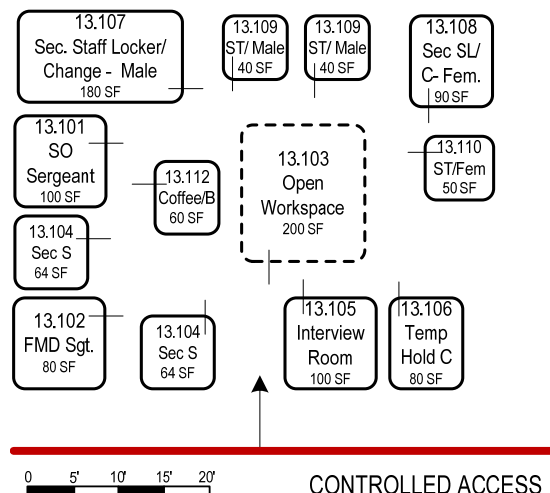 13.107
Sec. Staff Locker/
Change - Male
180 SF
13.109
ST/ Male
40 SF
13.109
ST/ Male
40 SF
13.108
Sec SL/
C- Fem.
90 SF
13.101
SO
Sergeant
100 SF
13.112
Coffee/B
60 SF
13.103
Open
Workspace
200 SF
13.110
ST/Fem
50 SF
13.104
Sec S
64 SF
13.102
FMD Sgt.
80 SF
13.104
Sec S
64 SF
13.105
Interview
Room
100 SF
13.106
Temp
Hold C
80 SF
0 5' 10' 15' 20'
CONTROLLED ACCESS